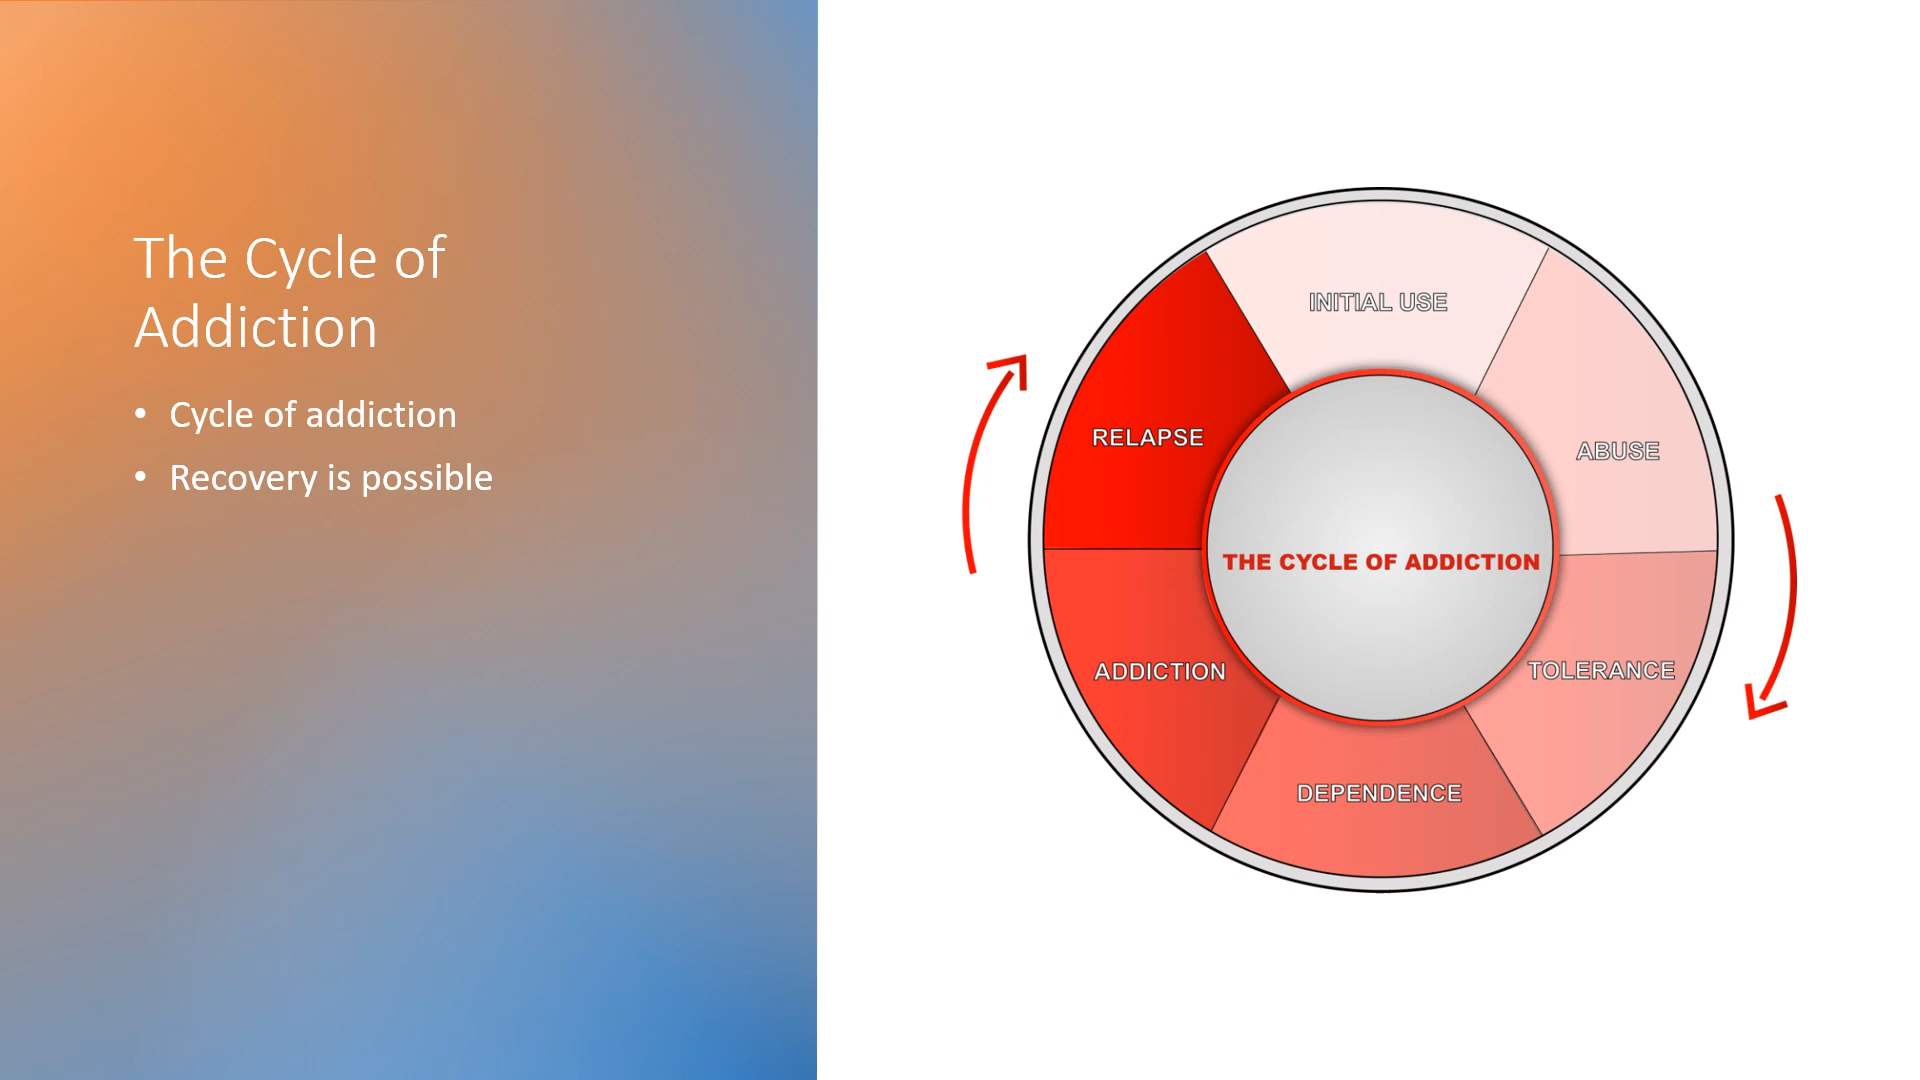 The Cycle of
Addiction
• Cycle of addiction
• Recovery is possible
INITIAL USE
ABUSE
TOLERANCE
DEPENDENCE
ADDICTION
RELAPSE
THE CYCLE OF ADDICTION